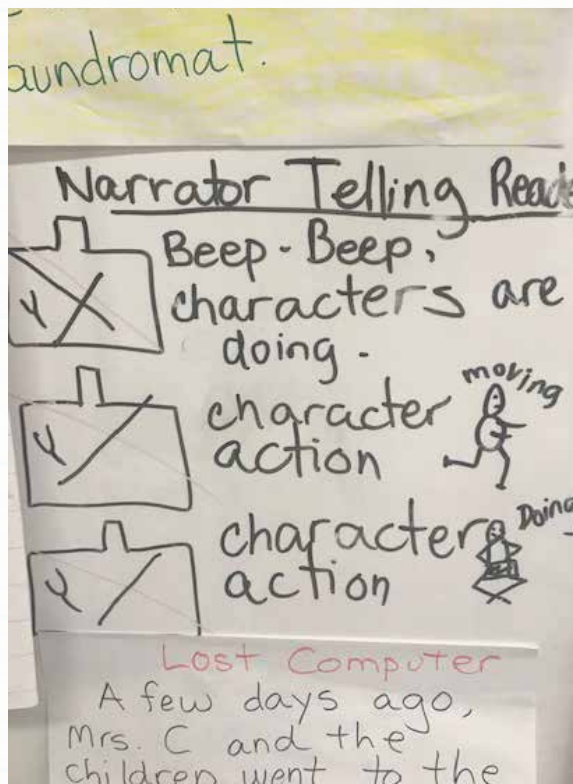 aundromat.
Narrator Telling Reade
Beep-Beep,
characters are
doing.
character
action
moving
character
action
Doing
Lost Computer
A few days ago,
Mrs. C and the
children went to the